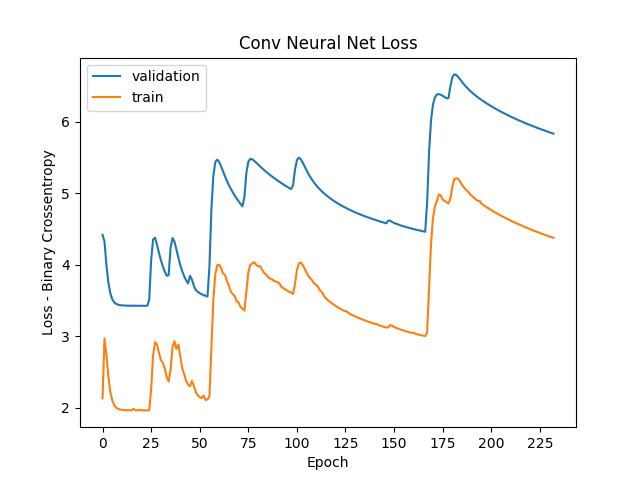 Conv Neural Net Loss
validation
train
Loss - Binary Crossentropy
6
5
4
3
2
0 25 50 75 100 125 150 175 200 225
Epoch